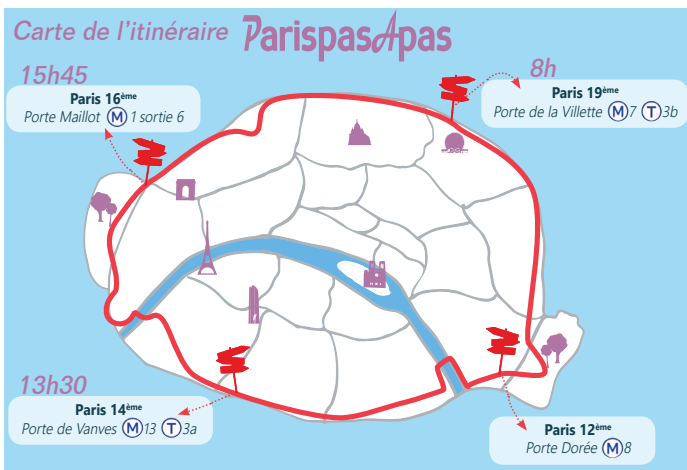 Carte de l'itinéraire ParispasApas
15h45
Paris 16ème
Porte Maillot M 1 sortie 6
8h
Paris 19ème
Porte de la Villette M 7 T 3b
13h30
Paris 14ème
Porte de Vanves M 13 T 3a
Paris 12ème
Porte Dorée M 8